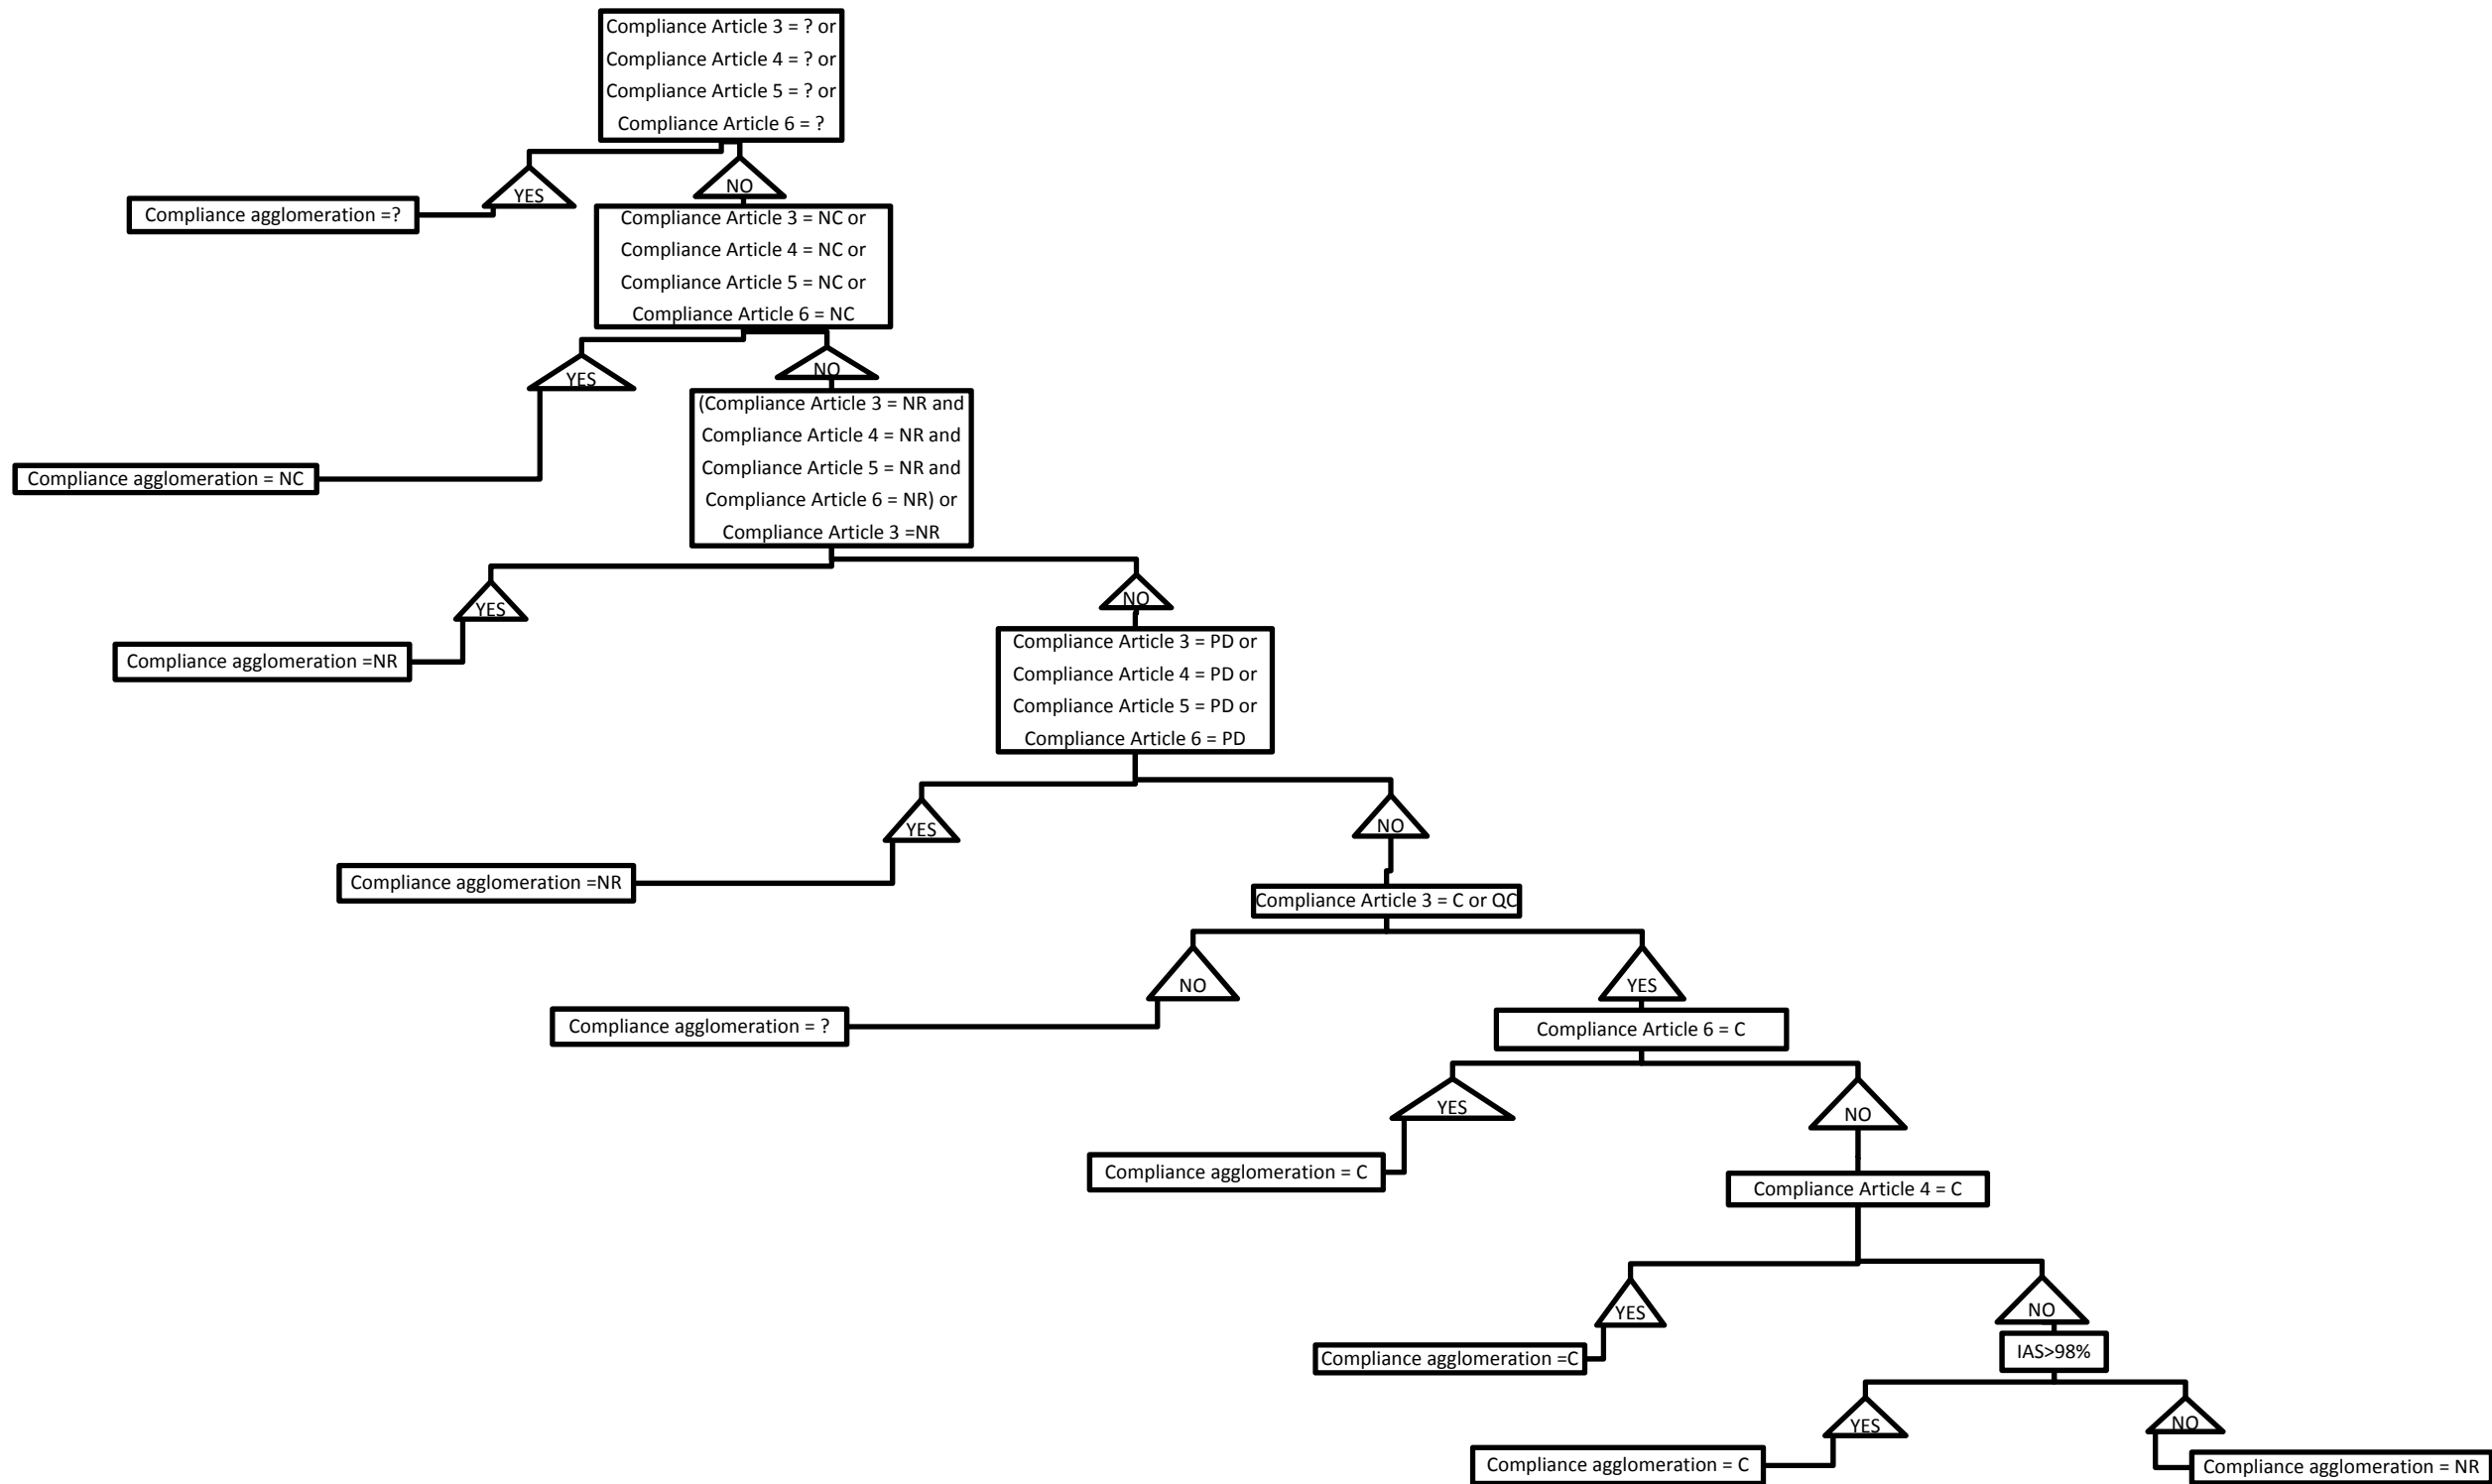 Compliance Article 3 = ? or
Compliance Article 4 = ? or
Compliance Article 5 = ? or
Compliance Article 6 = ?
YES
NO
Compliance agglomeration =?
Compliance Article 3 = NC or
Compliance Article 4 = NC or
Compliance Article 5 = NC or
Compliance Article 6 = NC
YES
NO
Compliance agglomeration = NC
(Compliance Article 3 = NR and
Compliance Article 4 = NR and
Compliance Article 5 = NR and
Compliance Article 6 = NR) or
Compliance Article 3 =NR
YES
NO
Compliance agglomeration =NR
Compliance Article 3 = PD or
Compliance Article 4 = PD or
Compliance Article 5 = PD or
Compliance Article 6 = PD
YES
NO
Compliance agglomeration =NR
Compliance Article 3 = C or QC
NO
YES
Compliance agglomeration = ?
Compliance Article 6 = C
YES
NO
Compliance agglomeration = C
Compliance Article 4 = C
YES
NO
Compliance agglomeration =C
IAS>98%
YES
NO
Compliance agglomeration = C
Compliance agglomeration = NR